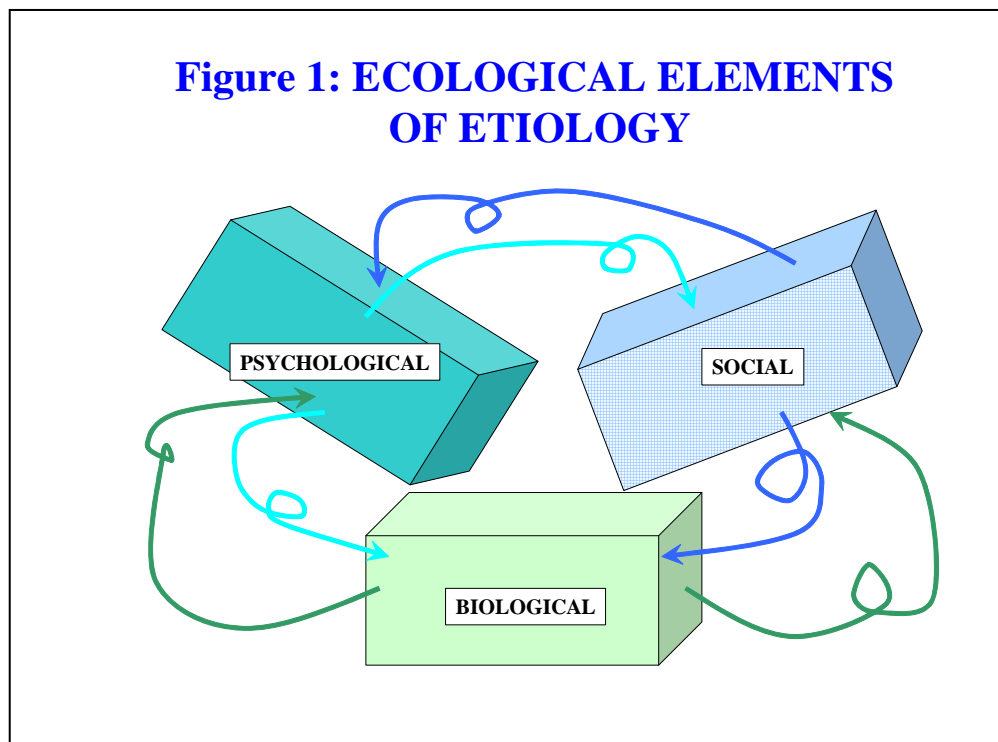 Figure 1: ECOLOGICAL ELEMENTS
OF ETIOLOGY
PSYCHOLOGICAL
SOCIAL
BIOLOGICAL